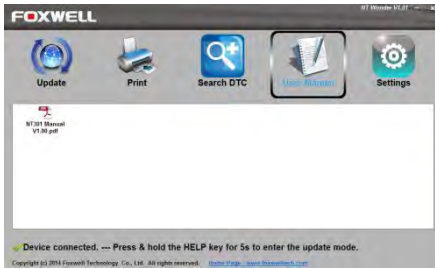 FOXWELL
NT Wonder V1.01
Update
Print
Search DTC
User Manual
Settings
NT301 Manual
V1.00.pdf
Device connected. --- Press & hold the HELP key for 5s to enter the update mode.
Copyright (c) 2014 Foxwell Technology Co., Ltd. All rights reserved. Home Page: www.foxwelltech.com